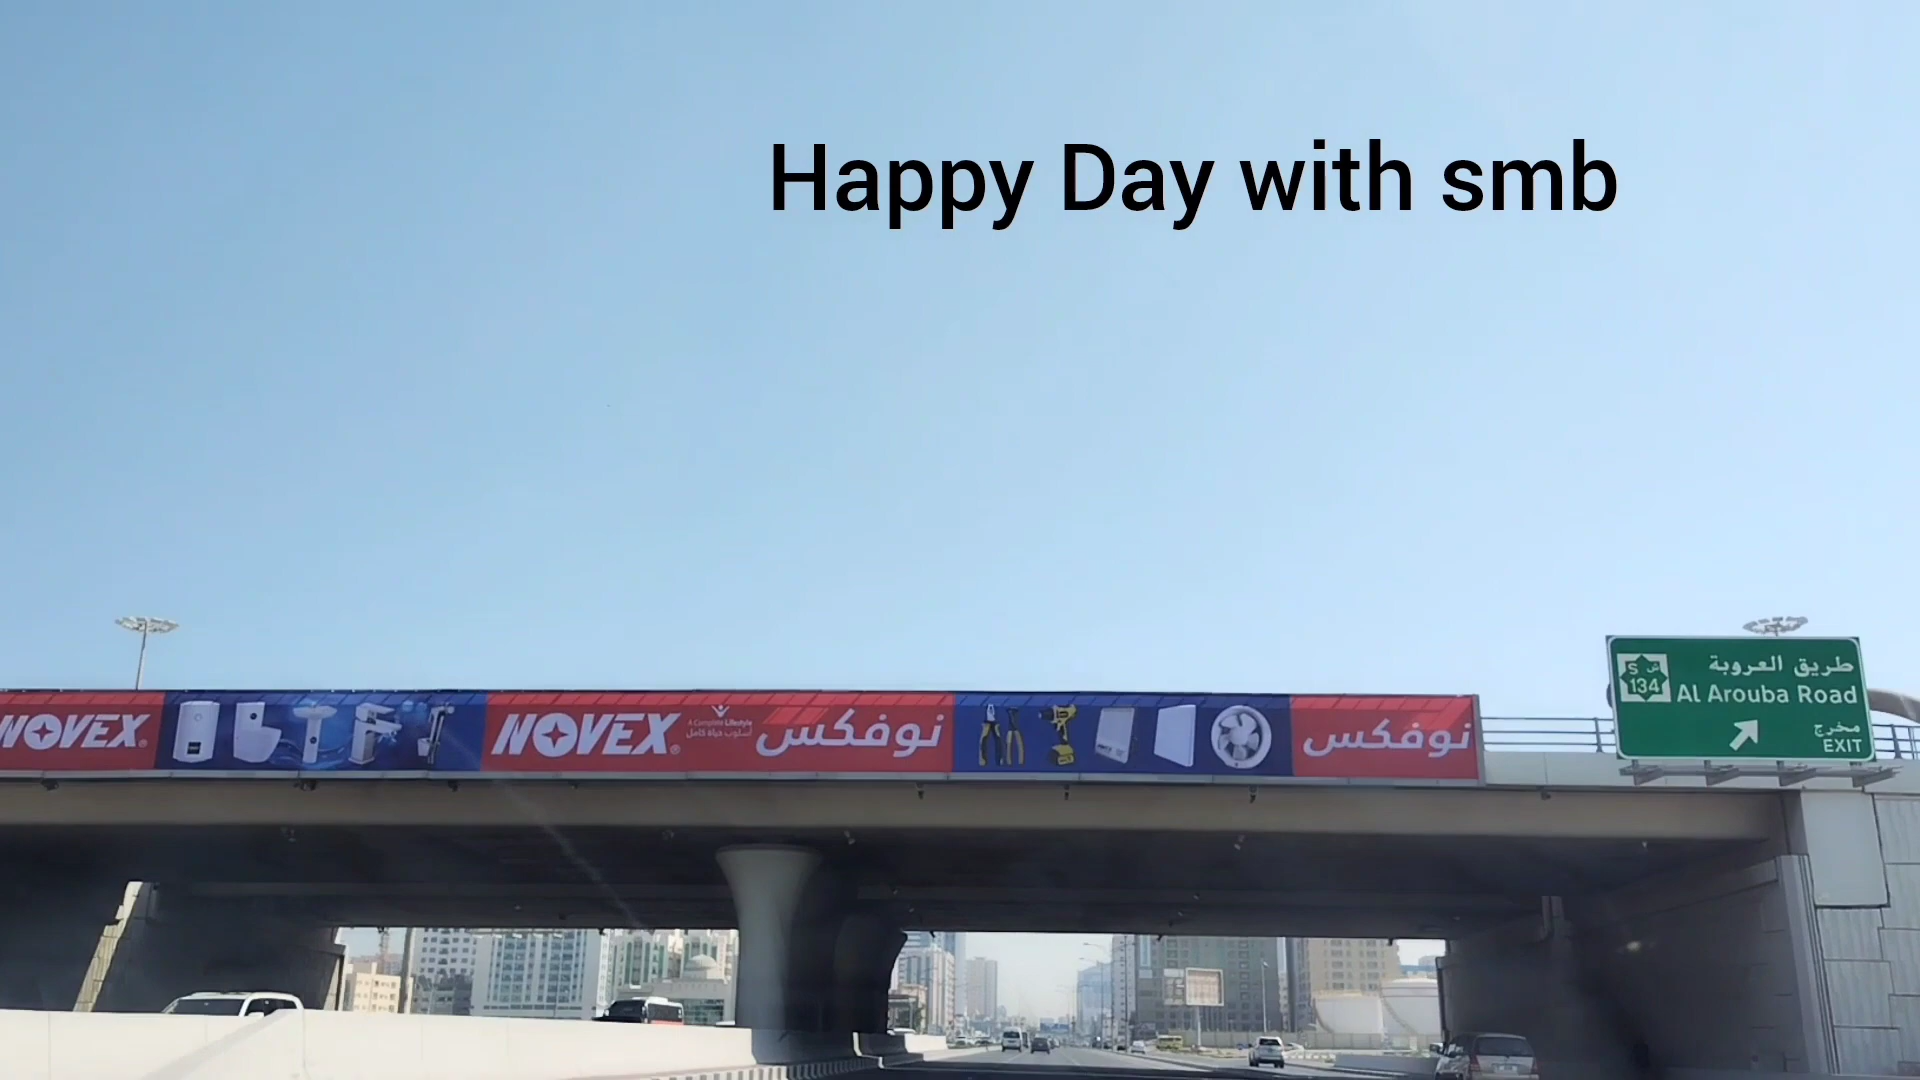 Happy Day with smb
NOVEX
NOVEX
A Complete Lifestyle
أسلوب حياة كامل
نوفكس
نوفكس
S ش
134
طريق العروبة
Al Arouba Road
مخرج
EXIT